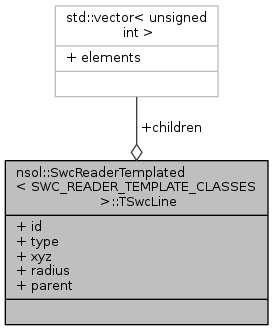 std::vector< unsigned
int >
+ elements
+children
nsol::SwcReaderTemplated
< SWC_READER_TEMPLATE_CLASSES
>::TSwcLine
+ id
+ type
+ xyz
+ radius
+ parent